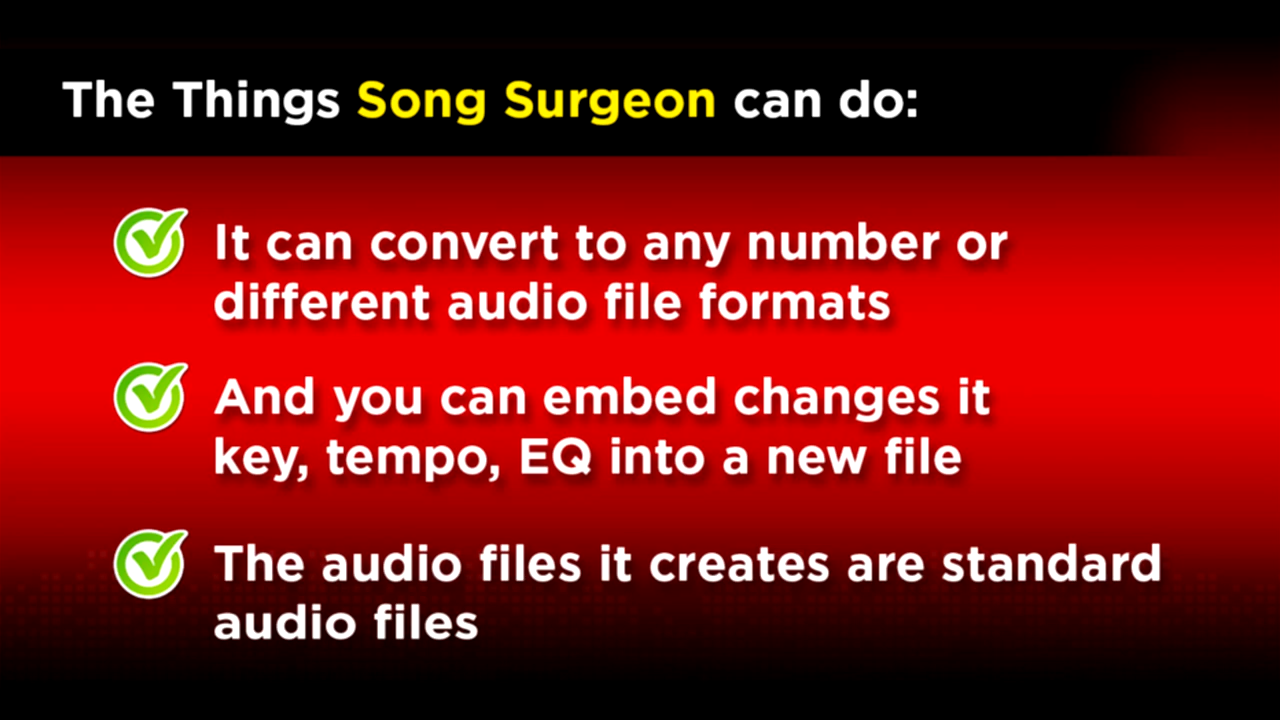 The Things Song Surgeon can do:
It can convert to any number or
different audio file formats
And you can embed changes it
key, tempo, EQ into a new file
The audio files it creates are standard
audio files